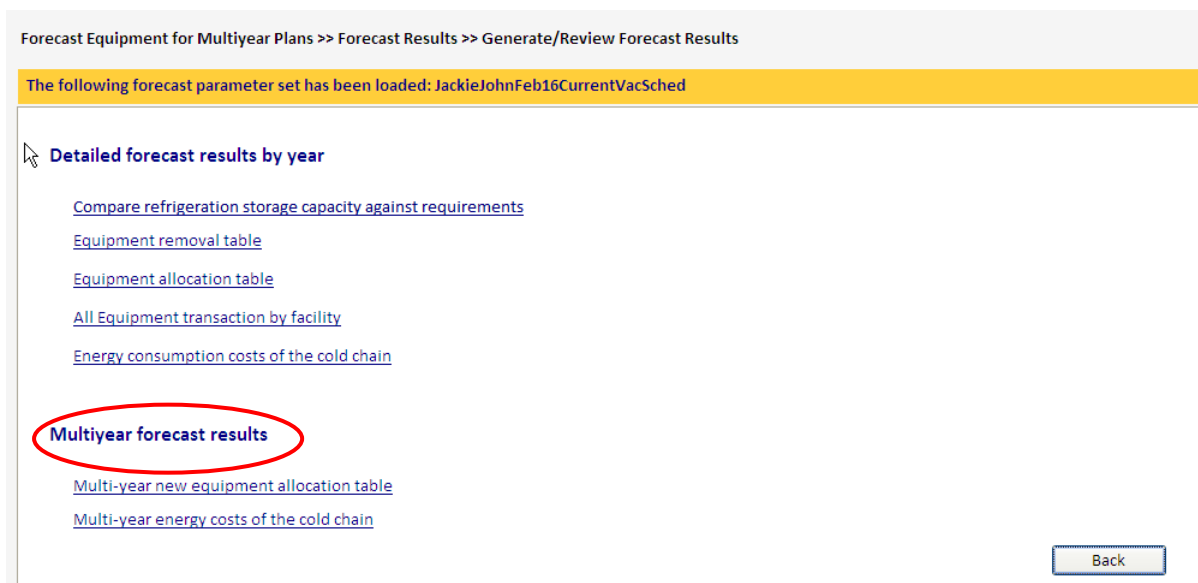 Forecast Equipment for Multiyear Plans >> Forecast Results >> Generate/Review Forecast Results
The following forecast parameter set has been loaded: JackieJohnFeb16CurrentVacSched
Detailed forecast results by year
Compare refrigeration storage capacity against requirements
Equipment removal table
Equipment allocation table
All Equipment transaction by facility
Energy consumption costs of the cold chain
Multiyear forecast results
Multi-year new equipment allocation table
Multi-year energy costs of the cold chain
Back